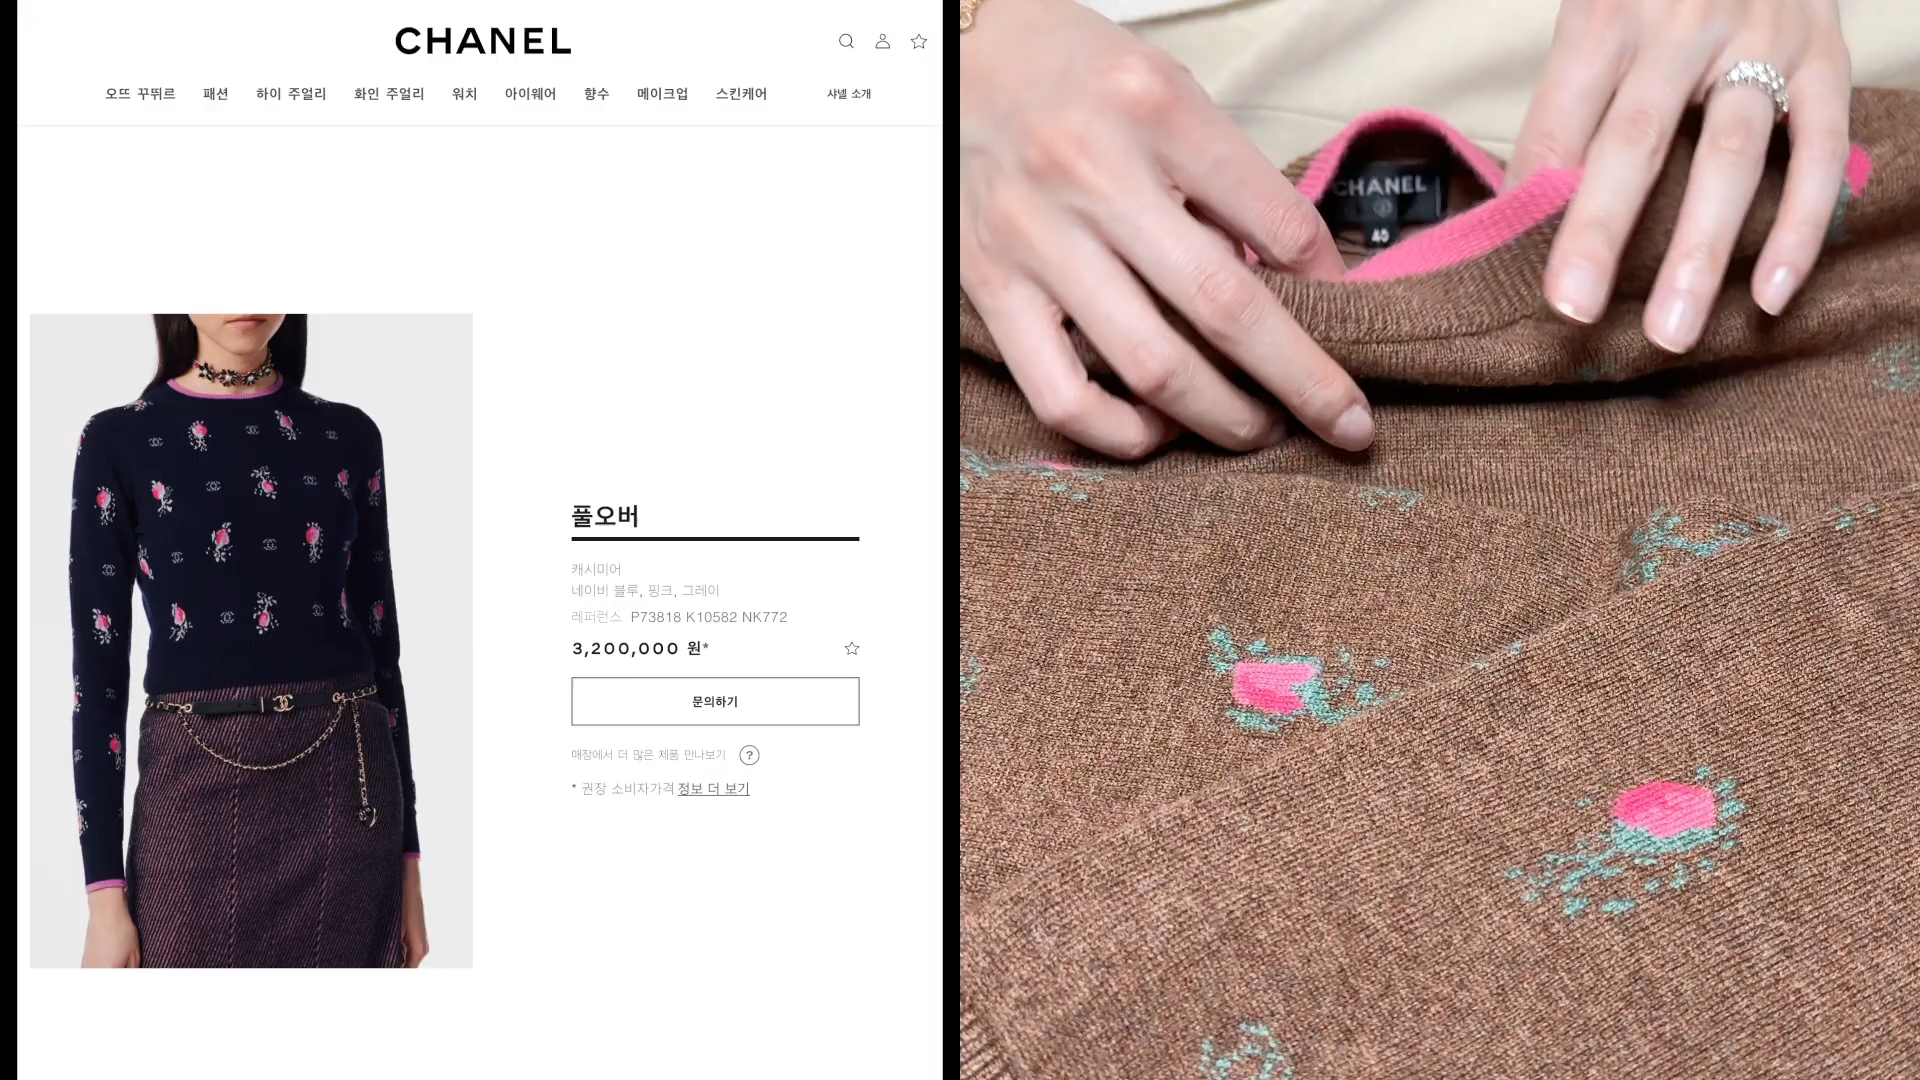 CHANEL
오뜨 꾸뛰르 패션 하이 주얼리 화인 주얼리 워치 아이웨어 향수 메이크업 스킨케어 샤넬 소개
풀오버
캐시미어
네이비 블루, 핑크, 그레이
레퍼런스 P73818 K10582 NK772
3,200,000 원*
문의하기
매장에서 더 많은 제품 만나보기 ?
* 권장 소비자가격 정보 더 보기
CHANEL
40